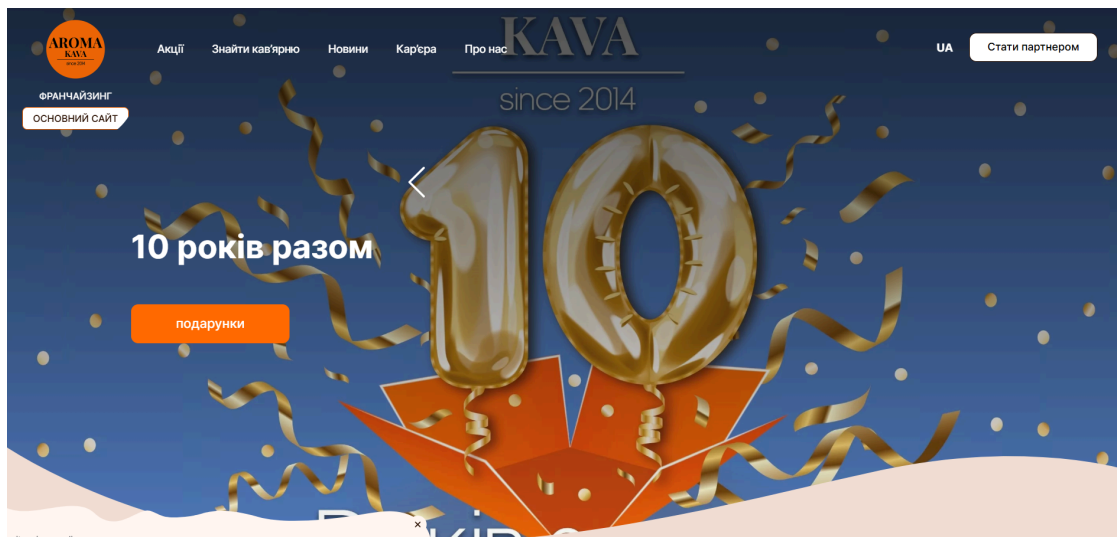 AROMA
KAVA
since 2014
Акції
Знайти кав'ярню
Новини
Кар'єра
Про нас
KAVA
since 2014
UA
Стати партнером
ФРАНЧАЙЗИНГ
ОСНОВНИЙ САЙТ
10
10 років разом
подарунки